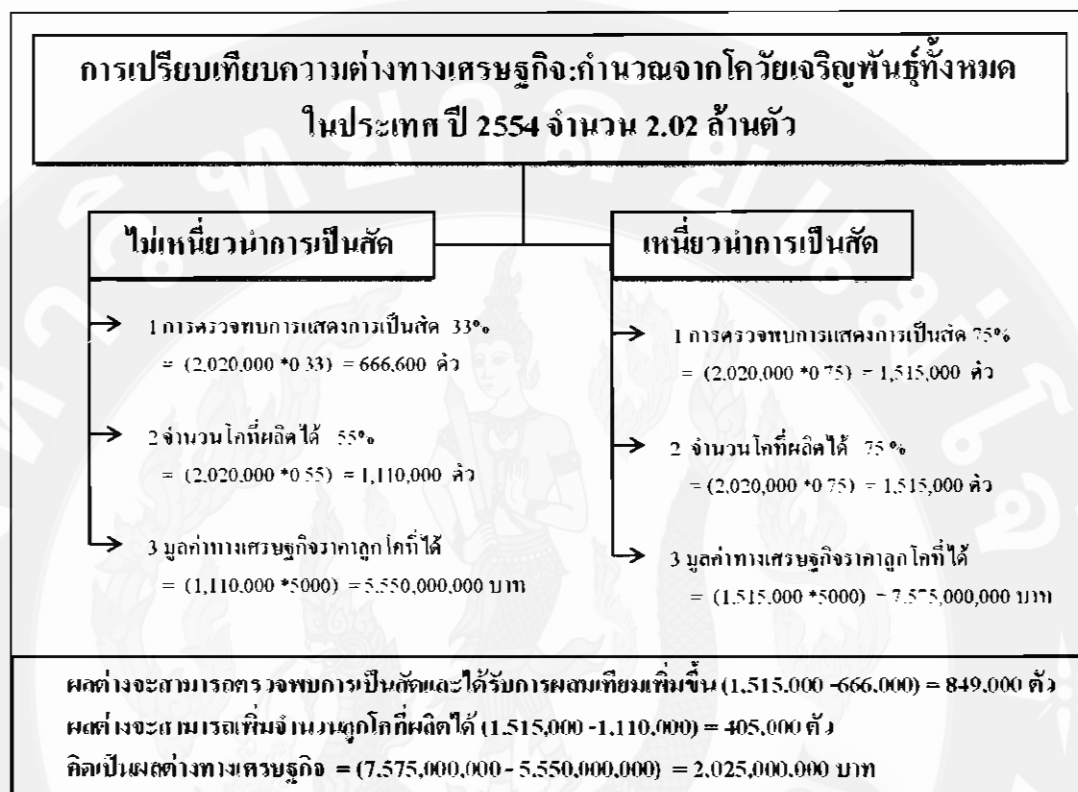 การเปรียบเทียบความต่างทางเศรษฐกิจ:คำนวณจากโควัยเจริญพันธุ์ทั้งหมด
ในประเทศ ปี 2554 จำนวน 2.02 ล้านตัว
ไม่เหนี่ยวนำการเป็นสัด
1 การตรวจพบการแสดงการเป็นสัด 33%
= (2,020,000 *0.33) = 666,600 ตัว
2 จำนวนโคที่ผลิตได้ 55%
= (2,020,000 *0.55) = 1,110,000 ตัว
3 มูลค่าทางเศรษฐกิจราคาลูกโคที่ได้
= (1,110,000 *5000) = 5,550,000,000 บาท
เหนี่ยวนำการเป็นสัด
1 การตรวจพบการแสดงการเป็นสัด 75%
= (2,020,000 *0.75) = 1,515,000 ตัว
2 จำนวนโคที่ผลิตได้ 75 %
= (2,020,000 *0.75) = 1,515,000 ตัว
3 มูลค่าทางเศรษฐกิจราคาลูกโคที่ได้
= (1,515,000 *5000) = 7,575,000,000 บาท
ผลต่างจะสามารถตรวจพบการเป็นสัดและได้รับการผสมเทียมเพิ่มขึ้น (1,515,000 -666,000) = 849,000 ตัว
ผลต่างจะสามารถเพิ่มจำนวนลูกโคที่ผลิตได้ (1,515,000 -1,110,000) = 405,000 ตัว
คิดเป็นผลต่างทางเศรษฐกิจ = (7,575,000,000 - 5,550,000,000) = 2,025,000,000 บาท